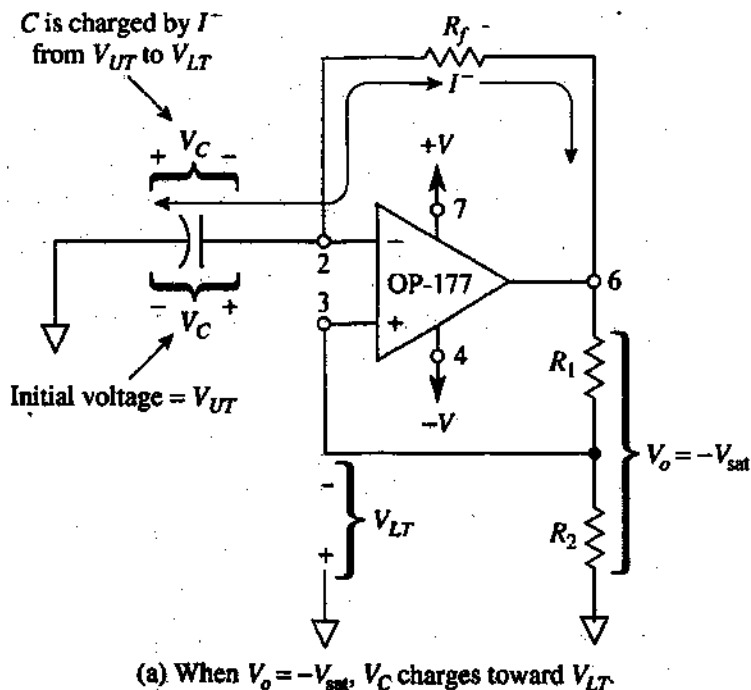 C is charged by I⁻
from V_UT to V_LT
R_f
I⁻
V_C
+ −
+V
7
2
−
OP-177
6
3
+
− +
V_C
4
−V
Initial voltage = V_UT
R₁
V_o = −V_sat
−
V_LT
+
R₂
(a) When V_o = −V_sat, V_C charges toward V_LT.